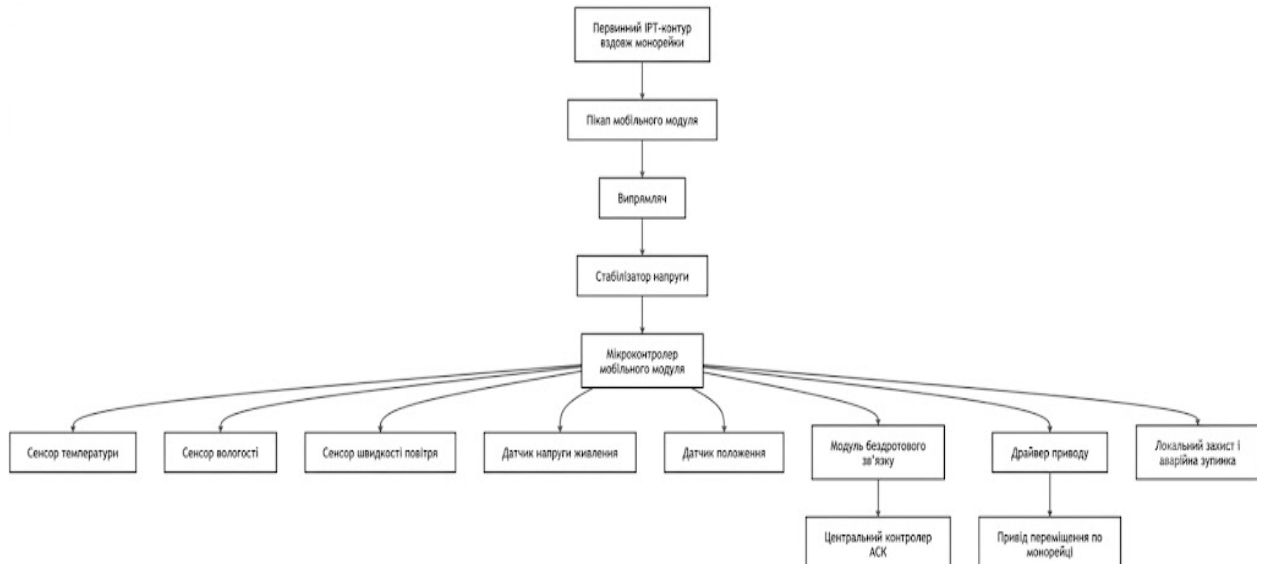 Первинний IPT-контур
вздовж монорейки
Пікап мобільного модуля
Випрямляч
Стабілізатор напруги
Мікроконтролер
мобільного модуля
Сенсор температури
Сенсор вологості
Сенсор швидкості повітря
Датчик напруги живлення
Датчик положення
Модуль бездротового
зв'язку
Драйвер приводу
Локальний захист і
аварійна зупинка
Центральний контролер
АСК
Привід переміщення по
монорейці